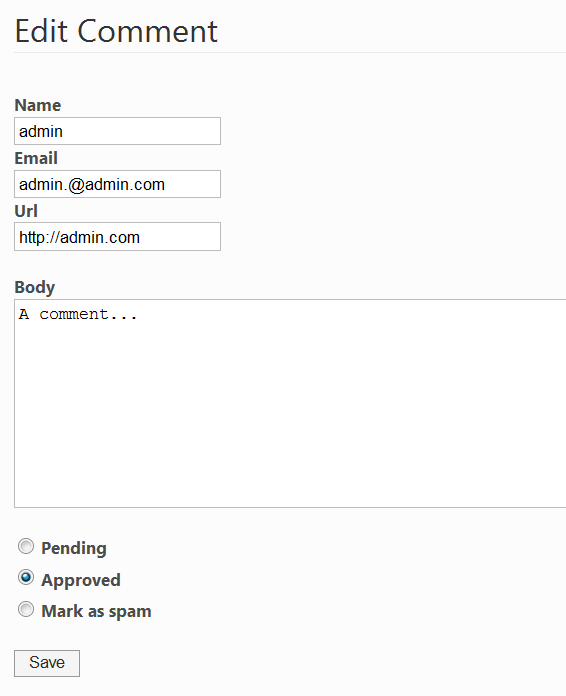 Edit Comment
Name
admin
Email
admin.@admin.com
Url
http://admin.com
Body
A comment...
Pending
Approved
Mark as spam
Save